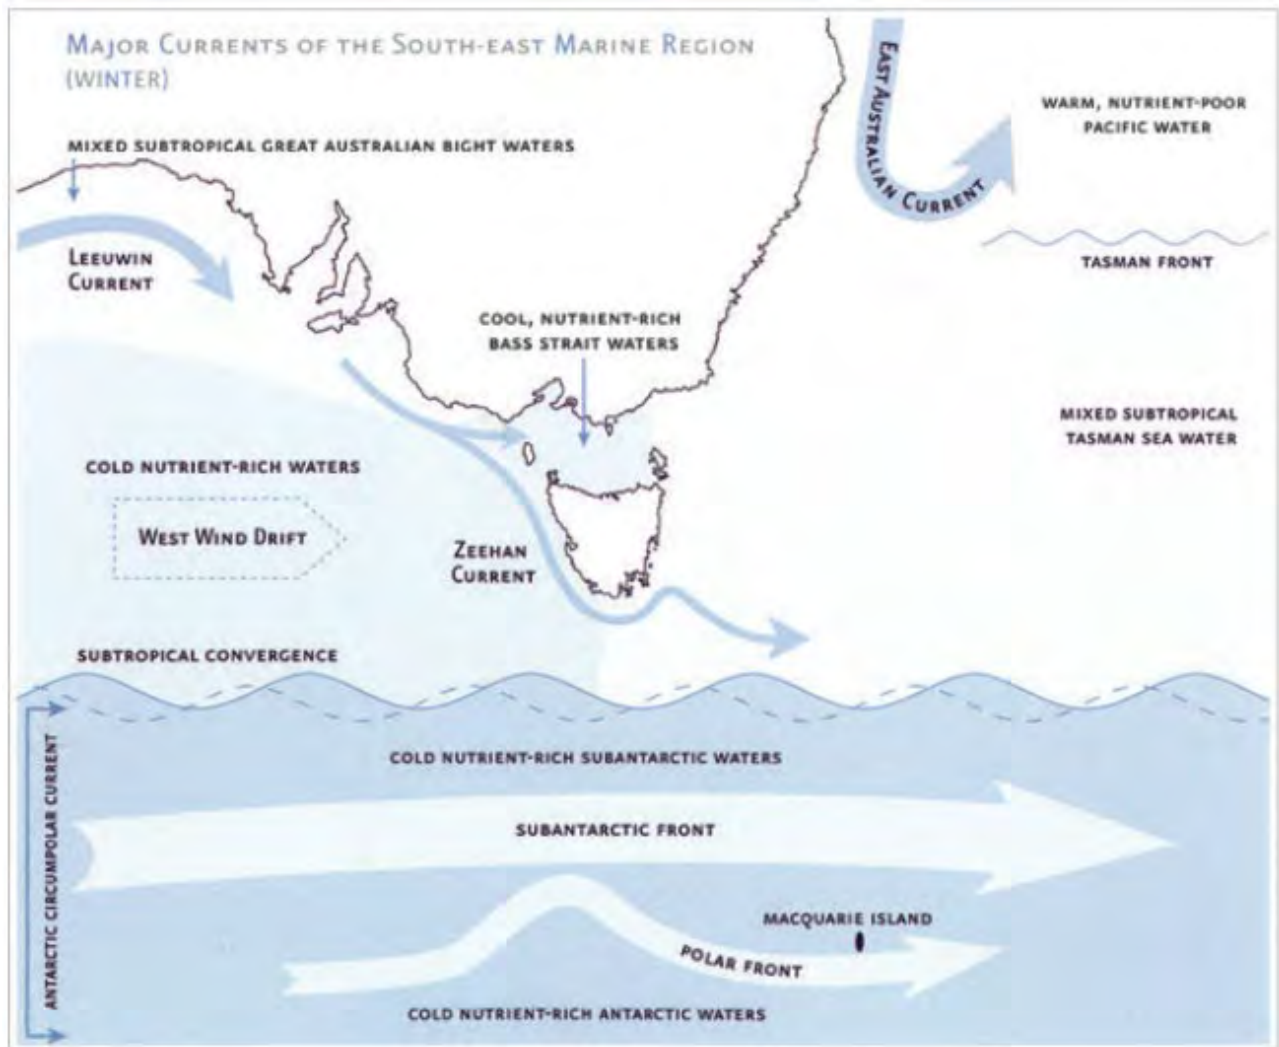 MAJOR CURRENTS OF THE SOUTH-EAST MARINE REGION
(WINTER)
MIXED SUBTROPICAL GREAT AUSTRALIAN BIGHT WATERS
LEEUWIN
CURRENT
EAST AUSTRALIAN CURRENT
WARM, NUTRIENT-POOR
PACIFIC WATER
TASMAN FRONT
COOL, NUTRIENT-RICH
BASS STRAIT WATERS
MIXED SUBTROPICAL
TASMAN SEA WATER
COLD NUTRIENT-RICH WATERS
WEST WIND DRIFT
ZEEHAN
CURRENT
SUBTROPICAL CONVERGENCE
ANTARCTIC CIRCUMPOLAR CURRENT
COLD NUTRIENT-RICH SUBANTARCTIC WATERS
SUBANTARCTIC FRONT
MACQUARIE ISLAND
POLAR FRONT
COLD NUTRIENT-RICH ANTARCTIC WATERS